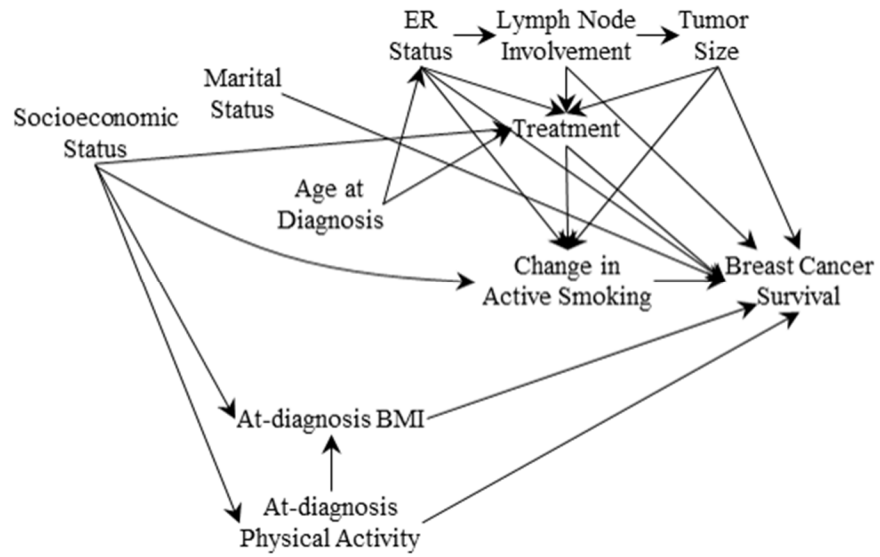 ER
Status
Lymph Node
Involvement
Tumor
Size
Marital
Status
Socioeconomic
Status
Treatment
Age at
Diagnosis
Change in
Active Smoking
Breast Cancer
Survival
At-diagnosis BMI
At-diagnosis
Physical Activity